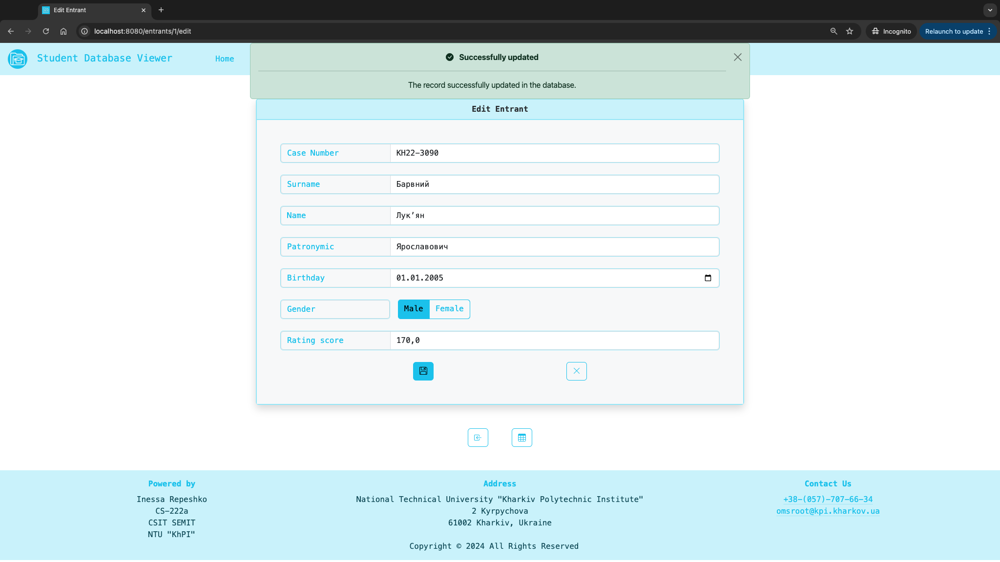 Edit Entrant
localhost:8080/entrants/1/edit
Incognito
Relaunch to update
Student Database Viewer
Home
Successfully updated
The record successfully updated in the database.
Edit Entrant
Case Number КН22-3090
Surname Барвний
Name Лук’ян
Patronymic Ярославович
Birthday 01.01.2005
Gender Male Female
Rating score 170,0
Powered by
Inessa Repeshko
CS-222a
CSIT SEMIT
NTU "KhPI"
Address
National Technical University "Kharkiv Polytechnic Institute"
2 Kyrpychova
61002 Kharkiv, Ukraine
Contact Us
+38-(057)-707-66-34
omsroot@kpi.kharkov.ua
Copyright © 2024 All Rights Reserved